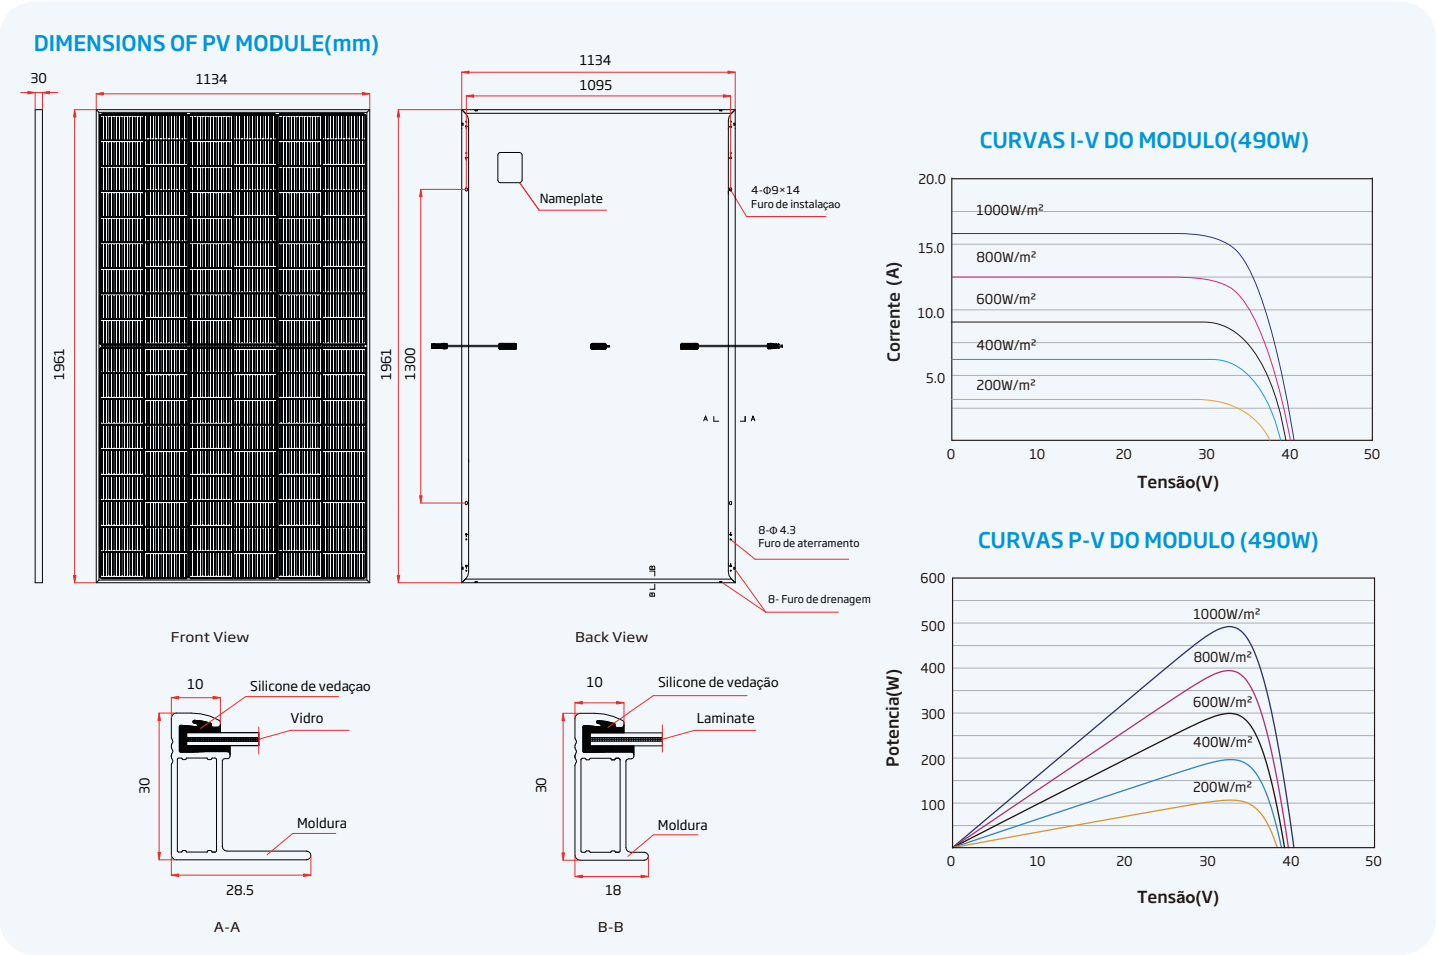 DIMENSIONS OF PV MODULE(mm)
30
1134
1961
Front View
1134
1095
1961
1300
Nameplate
4-Φ9×14
Furo de instalaçao
A
A
8-Φ 4.3
Furo de aterramento
B
B
8- Furo de drenagem
Back View
10
Silicone de vedaçao
Vidro
30
Moldura
28.5
A-A
10
Silicone de vedação
Laminate
30
Moldura
18
B-B
CURVAS I-V DO MODULO(490W)
20.0
15.0
10.0
5.0
Corrente (A)
1000W/m²
800W/m²
600W/m²
400W/m²
200W/m²
0
10
20
30
40
50
Tensão(V)
CURVAS P-V DO MODULO (490W)
600
500
400
300
200
100
Potencia(W)
1000W/m²
800W/m²
600W/m²
400W/m²
200W/m²
0
10
20
30
40
50
Tensão(V)